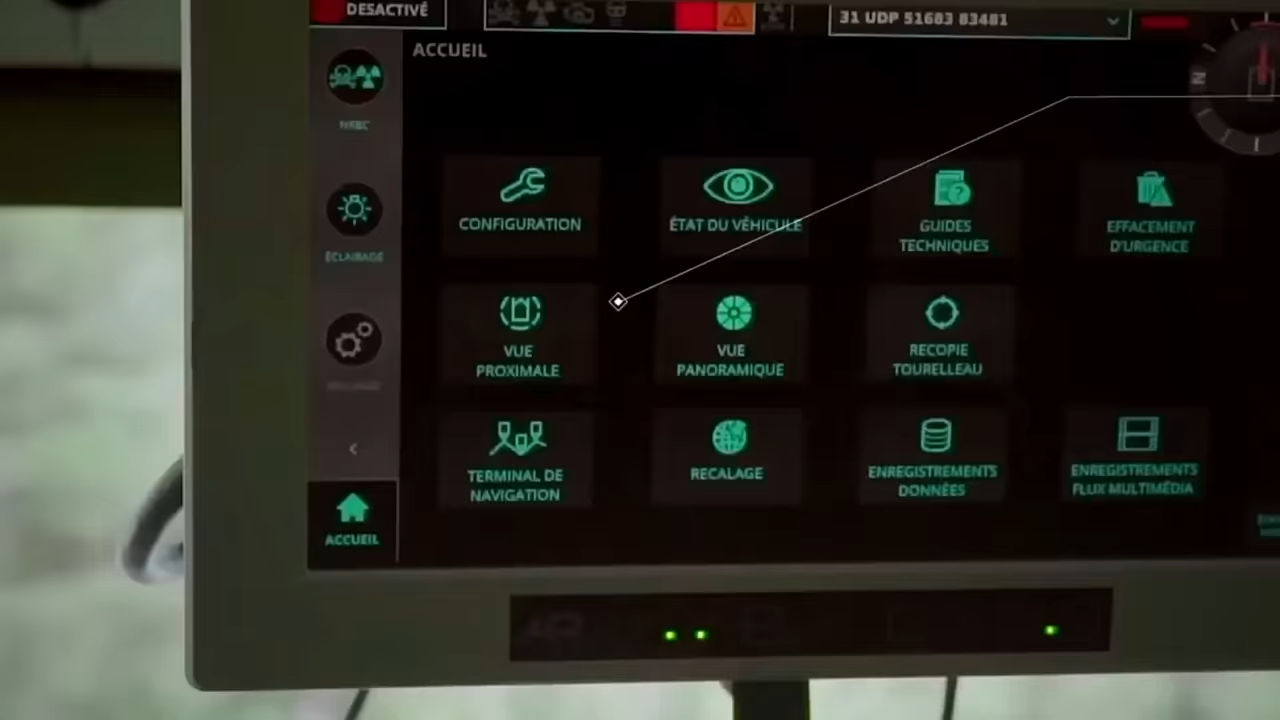 DESACTIVÉ
31 UDP 51683 83481
ACCUEIL
N
NRBC
CONFIGURATION
ÉTAT DU VÉHICULE
GUIDES
TECHNIQUES
EFFACEMENT
D'URGENCE
ÉCLAIRAGE
VUE
PROXIMALE
VUE
PANORAMIQUE
RECOPIE
TOURELLEAU
TERMINAL DE
NAVIGATION
RECALAGE
ENREGISTREMENTS
DONNÉES
ENREGISTREMENTS
FLUX MULTIMÉDIA
ACCUEIL